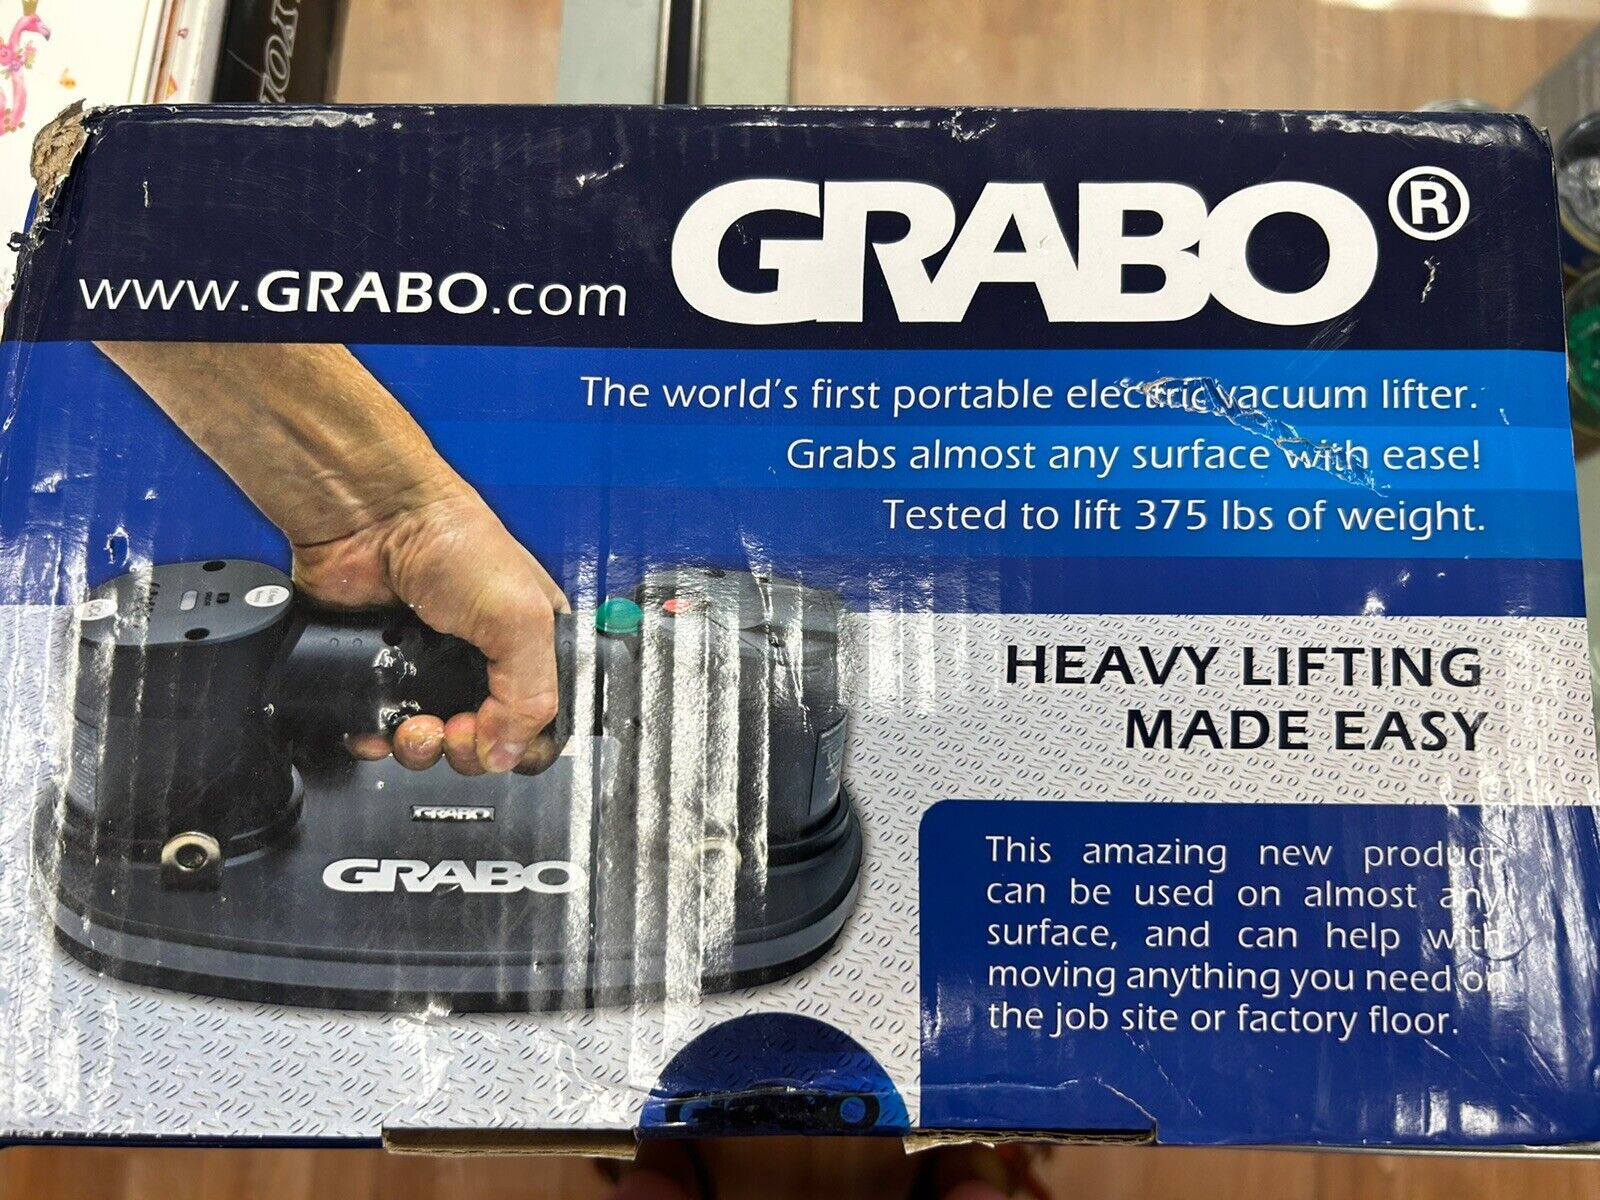 www.GRABO.com
GRABO®
The world's first portable electric vacuum lifter.
Grabs almost any surface with ease!
Tested to lift 375 lbs of weight.
HEAVY LIFTING
MADE EASY
GRABO
GRABO
This amazing new product
can be used on almost any
surface, and can help with
moving anything you need on
the job site or factory floor.